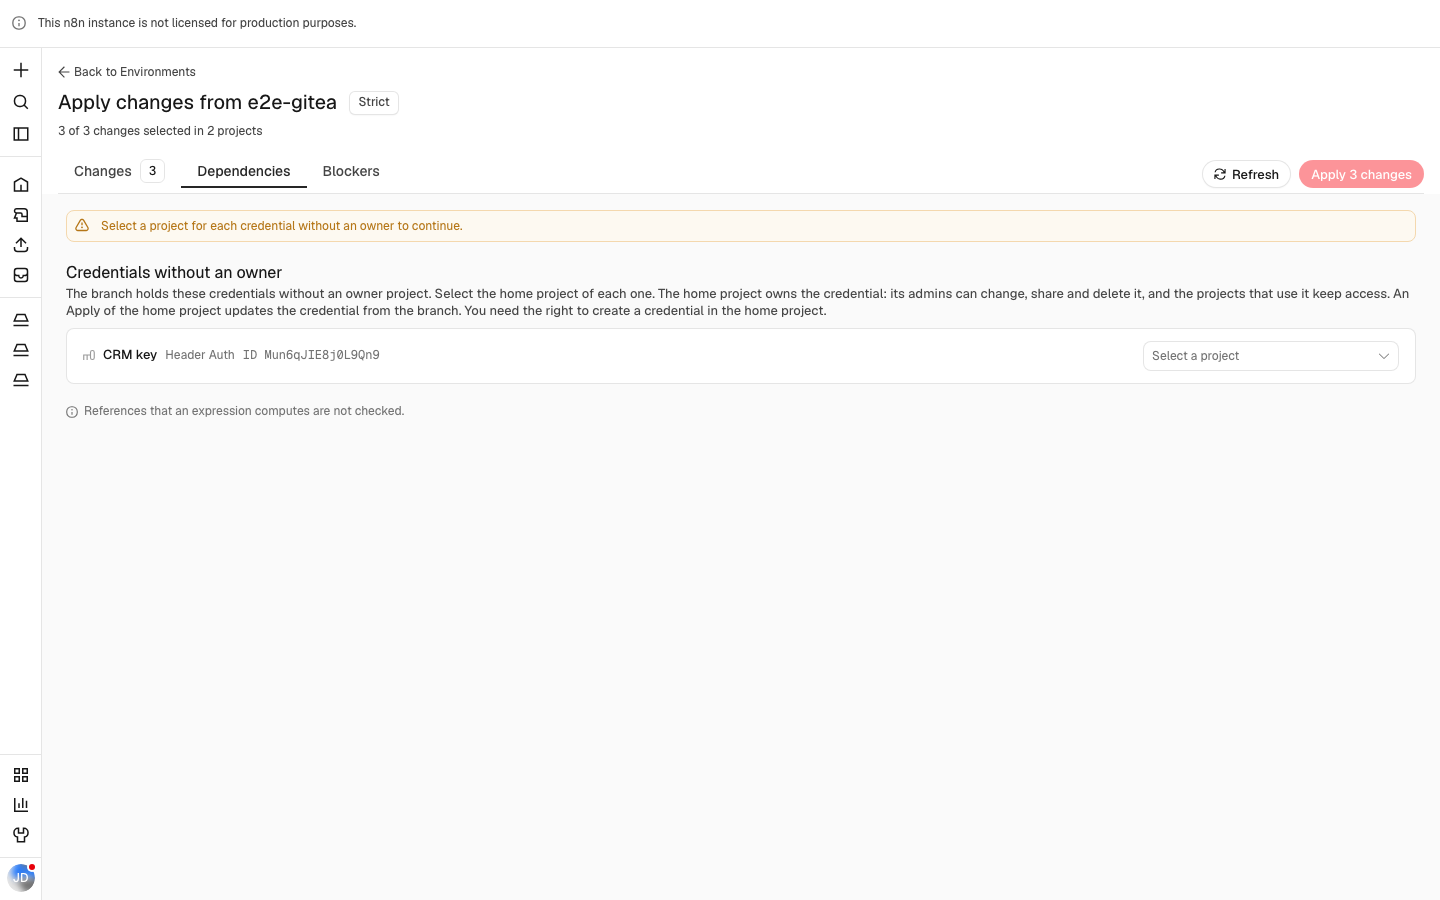 This n8n instance is not licensed for production purposes.
Back to Environments
Apply changes from e2e-gitea
Strict
3 of 3 changes selected in 2 projects
Changes 3
Dependencies
Blockers
Refresh
Apply 3 changes
Select a project for each credential without an owner to continue.
Credentials without an owner
The branch holds these credentials without an owner project. Select the home project of each one. The home project owns the credential: its admins can change, share and delete it, and the projects that use it keep access. An
Apply of the home project updates the credential from the branch. You need the right to create a credential in the home project.
CRM key Header Auth ID Mun6qJIE8j0L9Qn9
Select a project
References that an expression computes are not checked.
JD